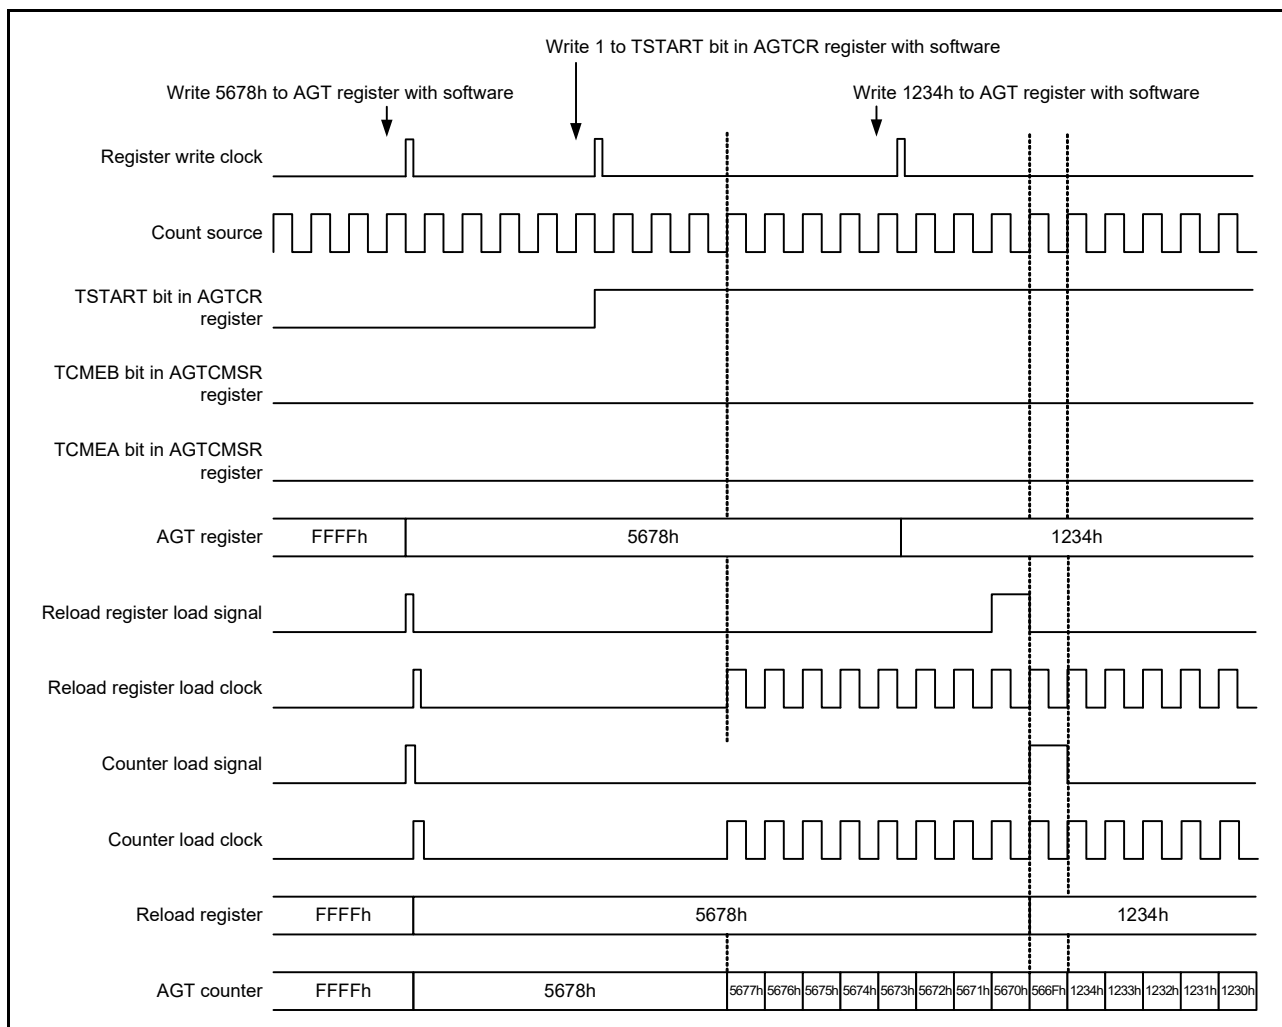 Write 1 to TSTART bit in AGTCR register with software
Write 5678h to AGT register with software
Write 1234h to AGT register with software
Register write clock
Count source
TSTART bit in AGTCR
register
TCMEB bit in AGTCMSR
register
TCMEA bit in AGTCMSR
register
AGT register FFFFh 5678h 1234h
Reload register load signal
Reload register load clock
Counter load signal
Counter load clock
Reload register FFFFh 5678h 1234h
AGT counter FFFFh 5678h 5677h 5676h 5675h 5674h 5673h 5672h 5671h 5670h 566Fh 1234h 1233h 1232h 1231h 1230h